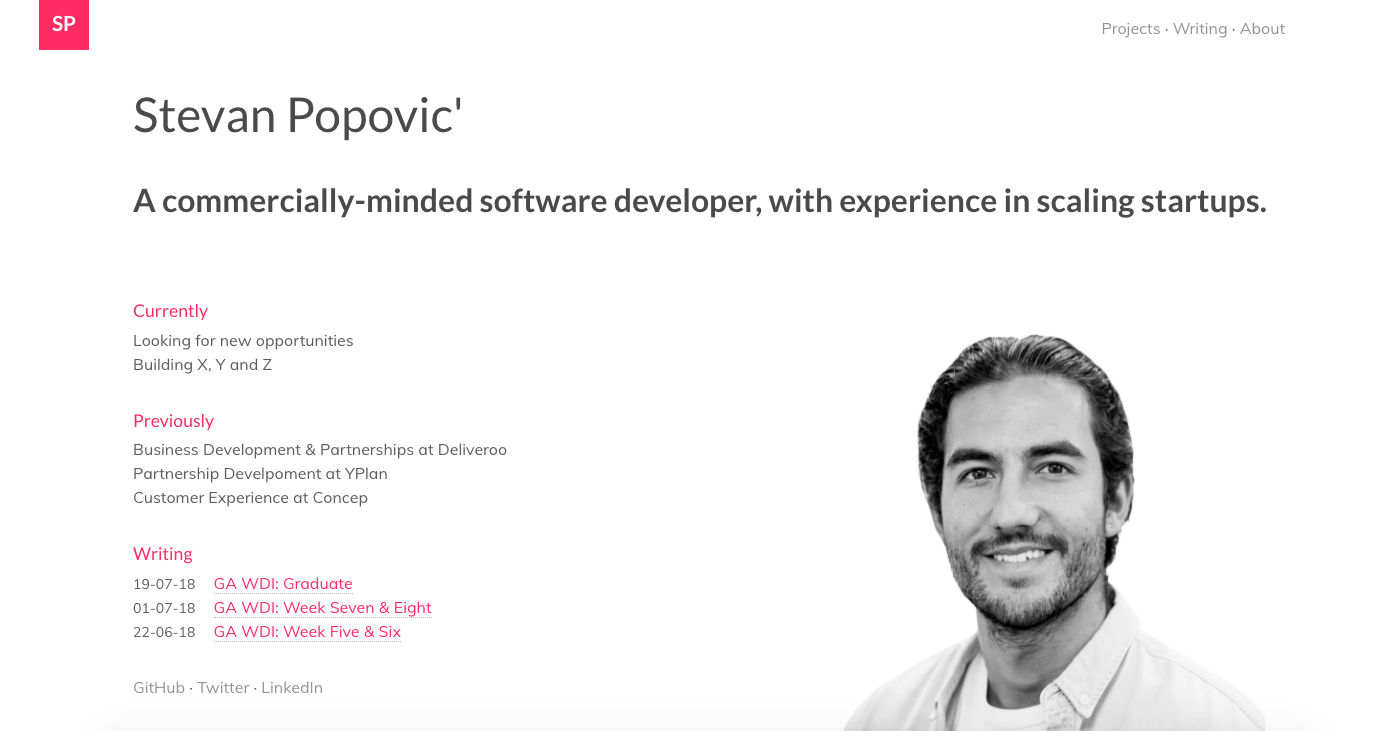 SP
Projects · Writing · About
Stevan Popovic'
A commercially-minded software developer, with experience in scaling startups.
Currently
Looking for new opportunities
Building X, Y and Z
Previously
Business Development & Partnerships at Deliveroo
Partnership Develpoment at YPlan
Customer Experience at Concep
Writing
19-07-18 GA WDI: Graduate
01-07-18 GA WDI: Week Seven & Eight
22-06-18 GA WDI: Week Five & Six
GitHub · Twitter · LinkedIn